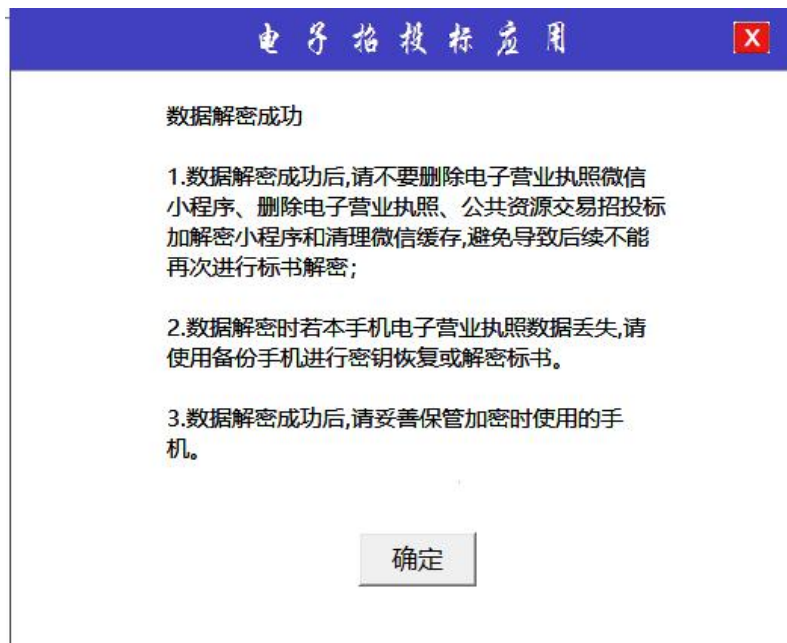 电子招投标应用
X
数据解密成功
1.数据解密成功后,请不要删除电子营业执照微信
小程序、删除电子营业执照、公共资源交易招投标
加解密小程序和清理微信缓存,避免导致后续不能
再次进行标书解密;
2.数据解密时若本手机电子营业执照数据丢失,请
使用备份手机进行密钥恢复或解密标书。
3.数据解密成功后,请妥善保管加密时使用的手
机。
确定